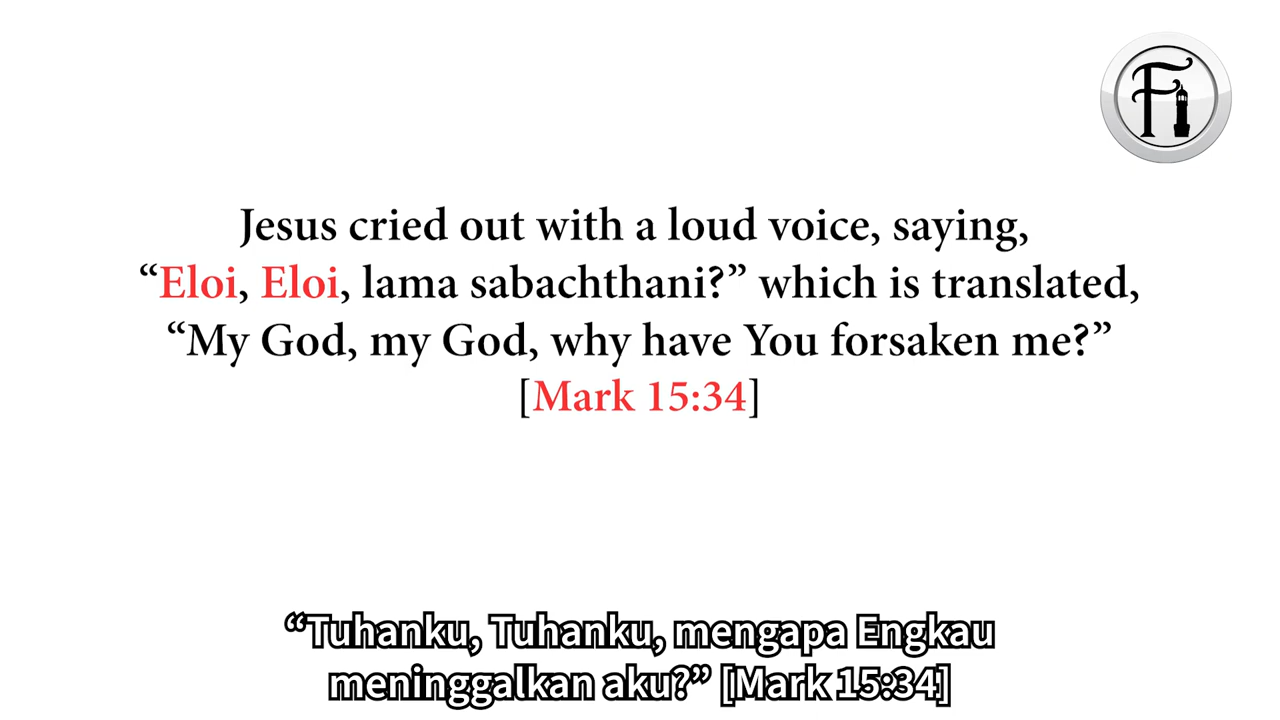 Fi
Jesus cried out with a loud voice, saying,
“Eloi, Eloi, lama sabachthani?” which is translated,
“My God, my God, why have You forsaken me?”
[Mark 15:34]
“Tuhanku, Tuhanku, mengapa Engkau
meninggalkan aku?” [Mark 15:34]